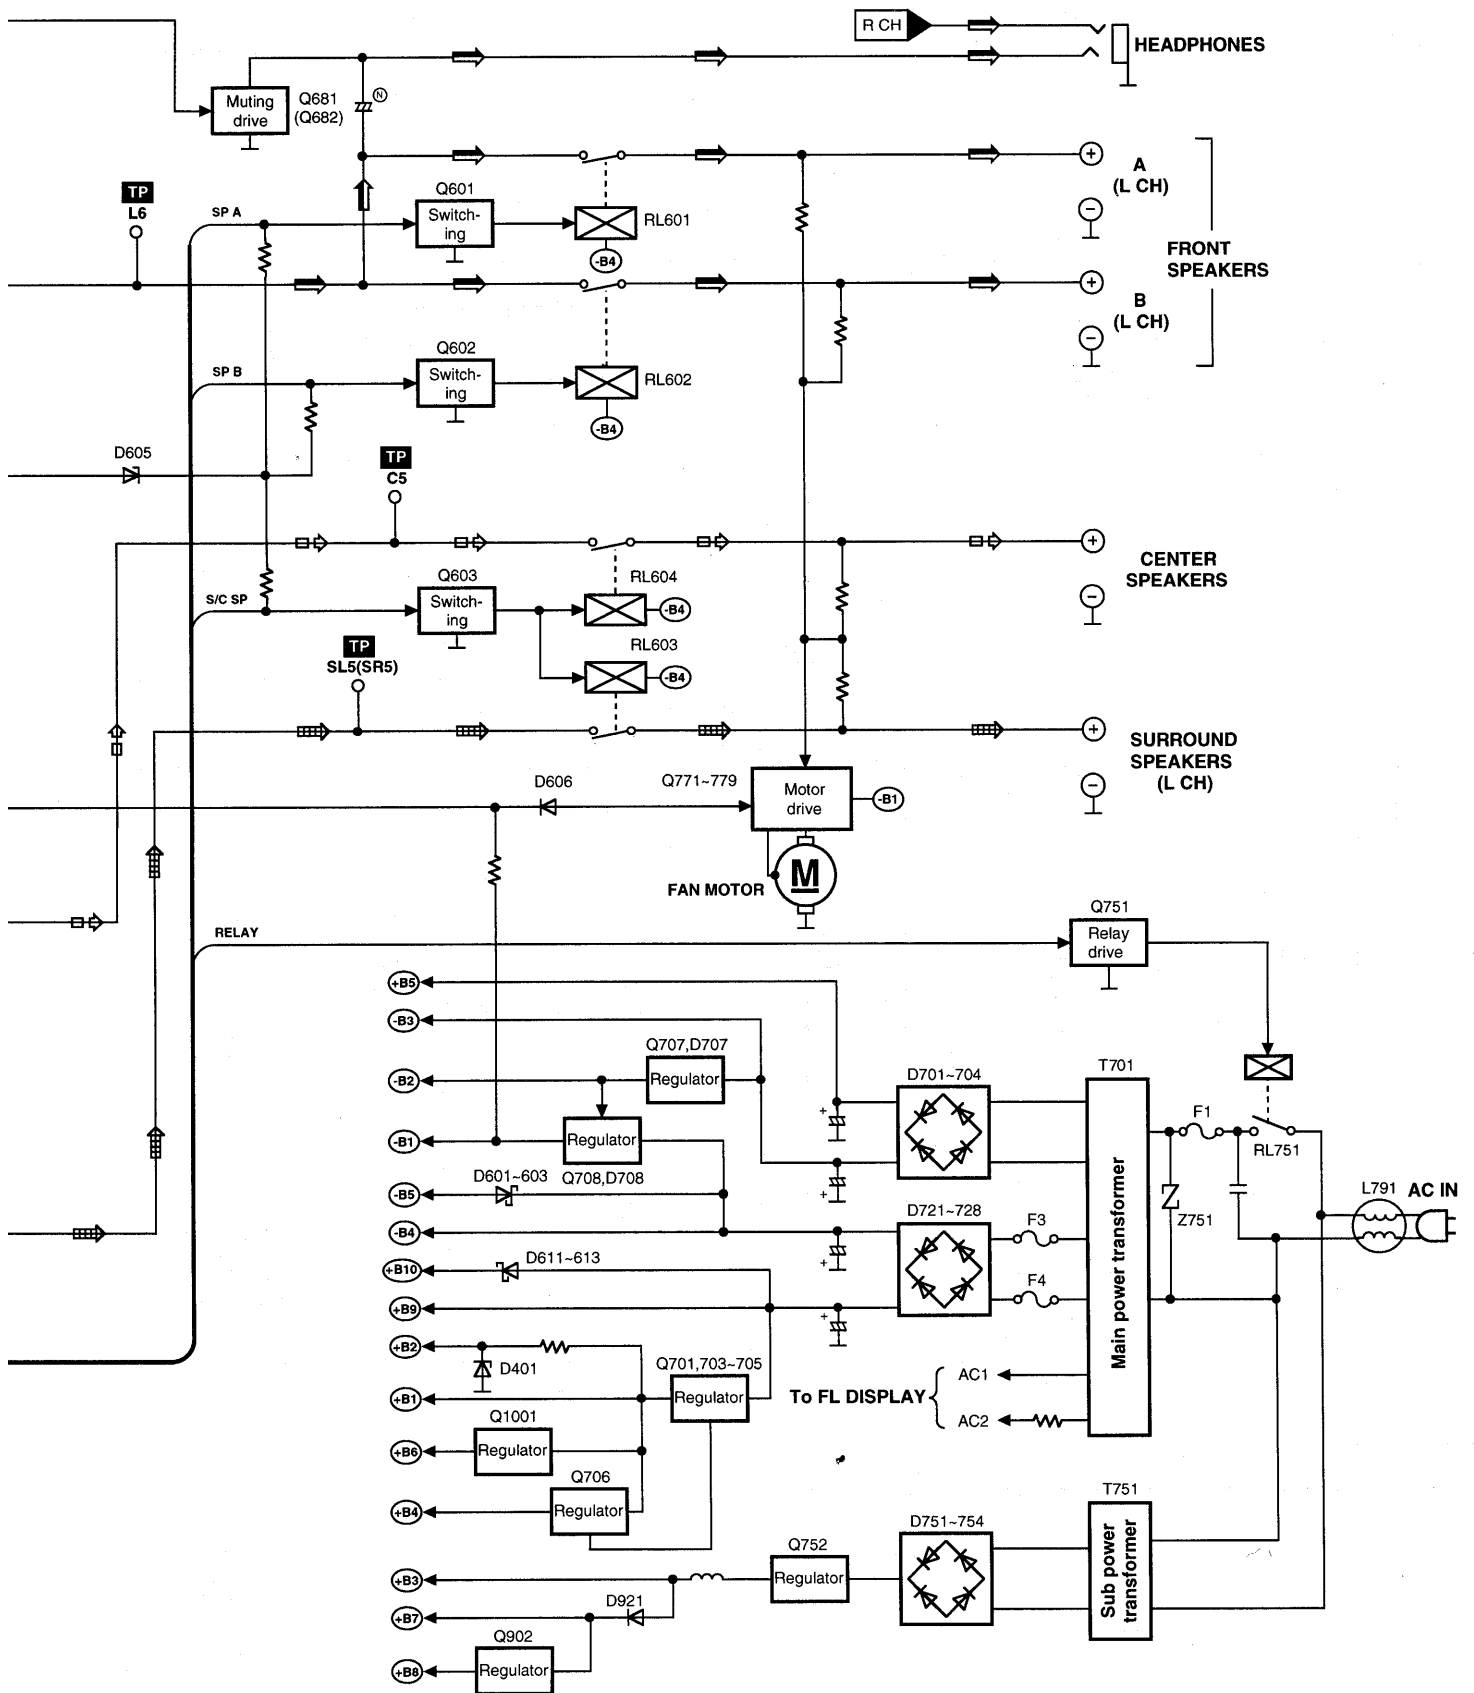 R CH
HEADPHONES
Muting
drive
Q681
(Q682)
N
+
A
(L CH)
−
TP
L6
SP A
Q601
Switch-
ing
RL601
-B4
FRONT
SPEAKERS
+
B
(L CH)
−
SP B
Q602
Switch-
ing
RL602
-B4
D605
TP
C5
+
CENTER
SPEAKERS
−
S/C SP
Q603
Switch-
ing
RL604
-B4
RL603
-B4
TP
SL5(SR5)
+
SURROUND
SPEAKERS
(L CH)
−
D606
Q771~779
Motor
drive
-B1
FAN MOTOR
M
RELAY
Q751
Relay
drive
+B5
-B3
Q707,D707
-B2
Regulator
D701~704
T701
F1
RL751
+
-B1
Regulator
Q708,D708
D601~603
-B5
+
D721~728
F3
Z751
L791
AC IN
-B4
+
D611~613
+B10
F4
+B9
+
Main power transformer
+B2
D401
Q701,703~705
Regulator
+B1
To FL DISPLAY
AC1
AC2
Q1001
+B6
Regulator
Q706
+B4
Regulator
T751
D751~754
Sub power
transformer
Q752
Regulator
+B3
D921
+B7
Q902
+B8
Regulator